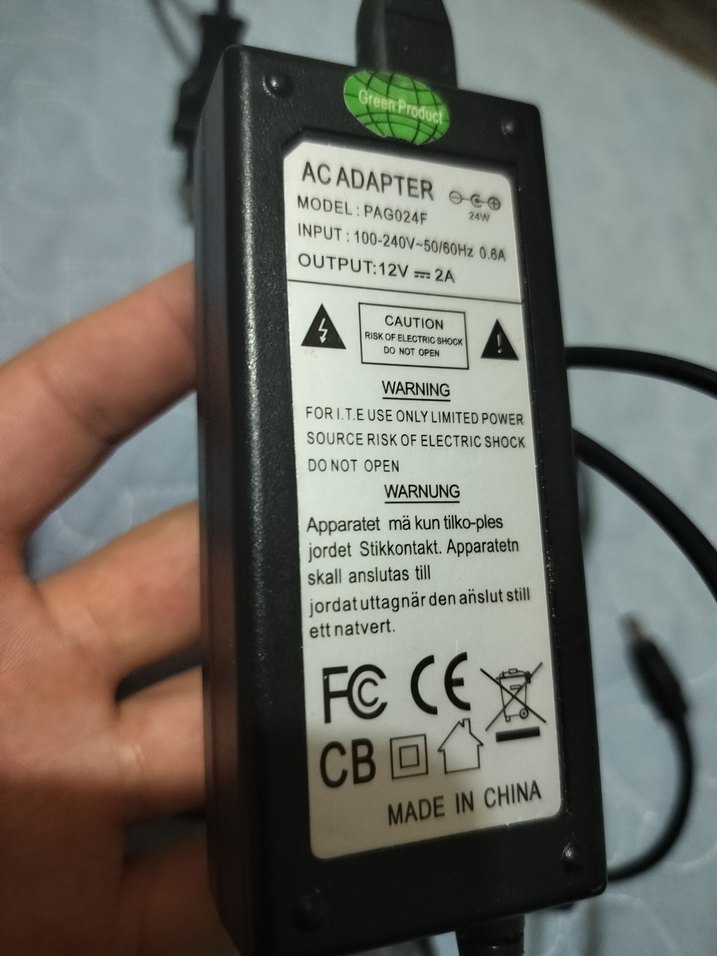 Green Product
AC ADAPTER
24W
MODEL : PAG024F
INPUT : 100-240V~50/60Hz 0.6A
OUTPUT:12V ⎓ 2A
CAUTION
RISK OF ELECTRIC SHOCK
DO NOT OPEN
WARNING
FOR I.T.E USE ONLY LIMITED POWER
SOURCE RISK OF ELECTRIC SHOCK
DO NOT OPEN
WARNUNG
Apparatet mä kun tilko-ples
jordet Stikkontakt. Apparatetn
skall anslutas till
jordat uttagnär den añslut still
ett natvert.
FC CE
CB
MADE IN CHINA